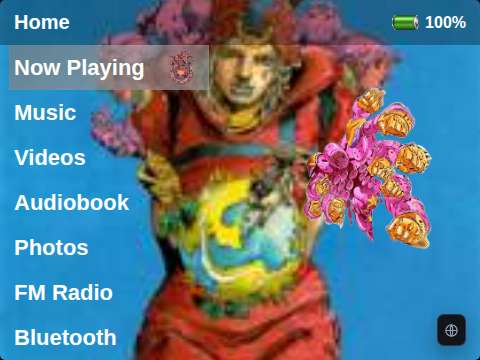 Home
100%
Now Playing
Music
Videos
Audiobook
Photos
FM Radio
Bluetooth